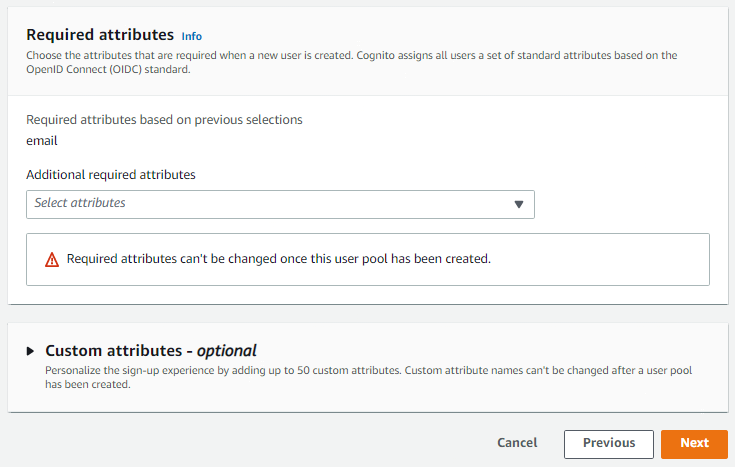 Required attributes Info
Choose the attributes that are required when a new user is created. Cognito assigns all users a set of standard attributes based on the
OpenID Connect (OIDC) standard.
Required attributes based on previous selections
email
Additional required attributes
Select attributes
Required attributes can't be changed once this user pool has been created.
Custom attributes - optional
Personalize the sign-up experience by adding up to 50 custom attributes. Custom attribute names can't be changed after a user pool
has been created.
Cancel Previous Next